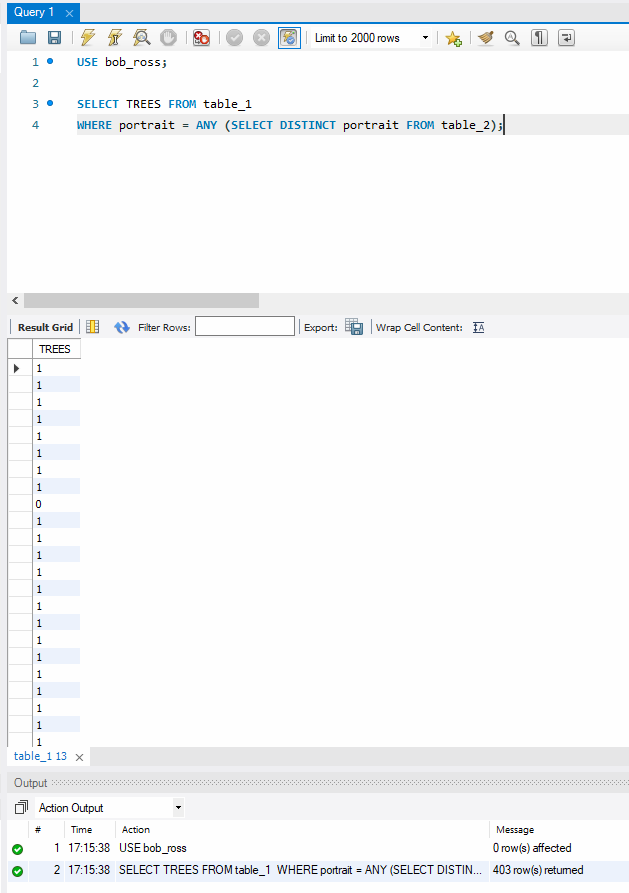 Query 1
Limit to 2000 rows
1 USE bob_ross;
2
3 SELECT TREES FROM table_1
4 WHERE portrait = ANY (SELECT DISTINCT portrait FROM table_2);
Result Grid Filter Rows: Export: Wrap Cell Content: IA
TREES
1
1
1
1
1
1
1
1
0
1
1
1
1
1
1
1
1
1
1
1
1
1
1
table_1 13
Output
Action Output
# Time Action Message
1 17:15:38 USE bob_ross 0 row(s) affected
2 17:15:38 SELECT TREES FROM table_1 WHERE portrait = ANY (SELECT DISTIN... 403 row(s) returned